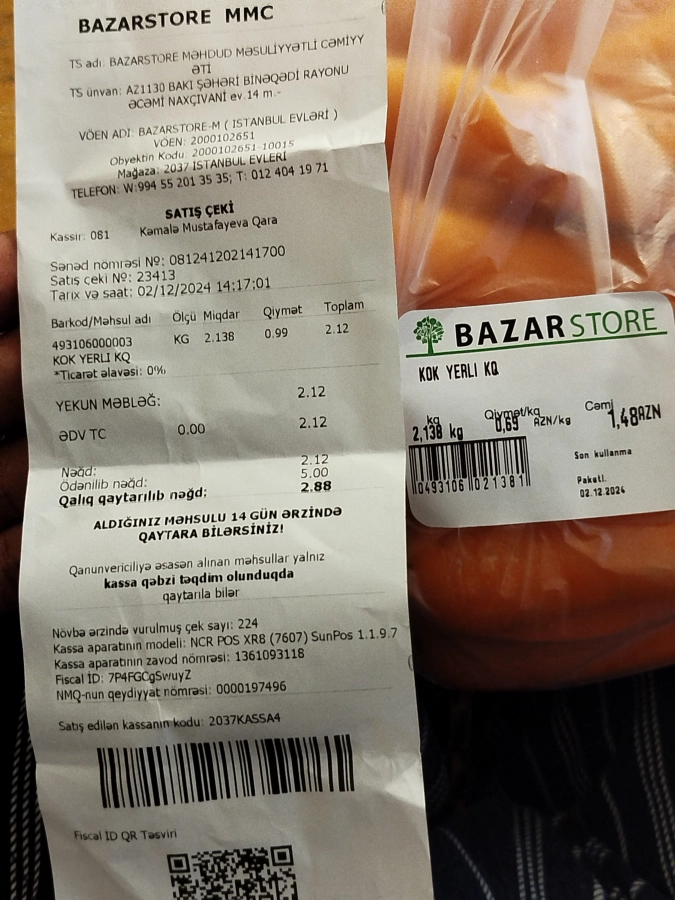 BAZARSTORE MMC
TS adı: BAZARSTORE MƏHDUD MƏSULİYYƏTLİ CƏMİYY
ƏTİ
TS ünvan: AZ1130 BAKI ŞƏHƏRİ BİNƏQƏDİ RAYONU
ƏCƏMİ NAXÇIVANİ ev.14 m.-
VÖEN ADI: BAZARSTORE-M ( ISTANBUL EVLƏRİ )
VÖEN: 2000102651
Obyektin Kodu: 2000102651-10015
Mağaza: 2037 İSTANBUL EVLERİ
TELEFON: W:994 55 201 35 35; T: 012 404 19 71
SATIŞ ÇEKİ
Kassir: 081 Kəmalə Mustafayeva Qara
Sənəd nömrəsi №: 081241202141700
Satış çeki №: 23413
Tarix və saat: 02/12/2024 14:17:01
Barkod/Məhsul adı Ölçü Miqdar Qiymət Toplam
493106000003 KG 2.138 0.99 2.12
KOK YERLI KQ
*Ticarət əlavəsi: 0%
YEKUN MƏBLƏĞ: 2.12
ƏDV TC 0.00 2.12
Nəğd: 2.12
Ödənilib nəğd: 5.00
Qalıq qaytarılıb nəğd: 2.88
ALDIĞINIZ MƏHSULU 14 GÜN ƏRZİNDƏ
QAYTARA BİLƏRSİNİZ!
Qanunvericiliyə əsasən alınan məhsullar yalnız
kassa qəbzi təqdim olunduqda
qaytarıla bilər
Növbə ərzində vurulmuş çek sayı: 224
Kassa aparatının modeli: NCR POS XR8 (7607) SunPos 1.1.9.7
Kassa aparatının zavod nömrəsi: 1361093118
Fiscal İD: 7P4FGCgSwuyZ
NMQ-nun qeydiyyat nömrəsi: 0000197496
Satış edilən kassanın kodu: 2037KASSA4
Fiscal İD QR Təsviri
BAZARSTORE
KOK YERLI KQ
kg Qiymət/kq Cəmi
2,138 kg 0,69 AZN/kg 1,48AZN
Son kullanma
Paketl.
02.12.2024
0493106 021381